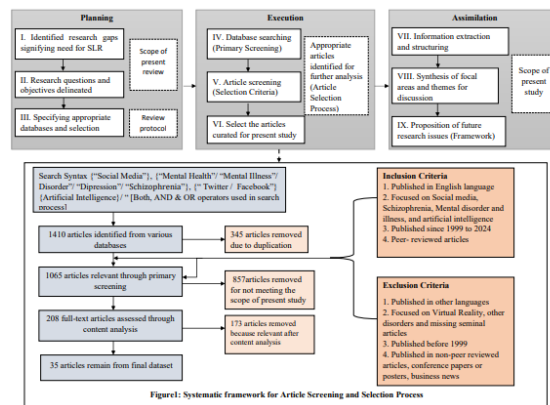 Planning
I. Identified research gaps
signifying need for SLR
II. Research questions and
objectives delineated
III. Specifying appropriate
databases and selection
Scope of
present
review
Review
protocol
Execution
IV. Database searching
(Primary Screening)
V. Article screening
(Selection Criteria)
VI. Select the articles
curated for present study
Appropriate
articles
identified for
further analysis
(Article
Selection
Process)
Assimilation
VII. Information extraction
and structuring
VIII. Synthesis of focal
areas and themes for
discussion
IX. Proposition of future
research issues (Framework)
Scope of
present
study
Search Syntax {"Social Media"}, {"Mental Health"/ "Mental Illness"/
Disorder"/ "Dipression"/ "Schizophrenia"}, {" Twitter / Facebook"}
{Artificial Intelligence}/ " [Both, AND & OR operators used in search
process]
1410 articles identified from various
databases
345 articles removed
due to duplication
1065 articles relevant through primary
screening
857articles removed
for not meeting the
scope of present study
208 full-text articles assessed through
content analysis
173 articles removed
because relevant after
content analysis
35 articles remain from final dataset
Inclusion Criteria
1. Published in English language
2. Focused on Social media,
Schizophrenia, Mental disorder and
illness, and artificial intelligence
3. Published since 1999 to 2024
4. Peer- reviewed articles
Exclusion Criteria
1. Published in other languages
2. Focused on Virtual Reality, other
disorders and missing seminal
articles
3. Published before 1999
4. Published in non-peer reviewed
articles, conference papers or
posters, business news
Figure1: Systematic framework for Article Screening and Selection Process